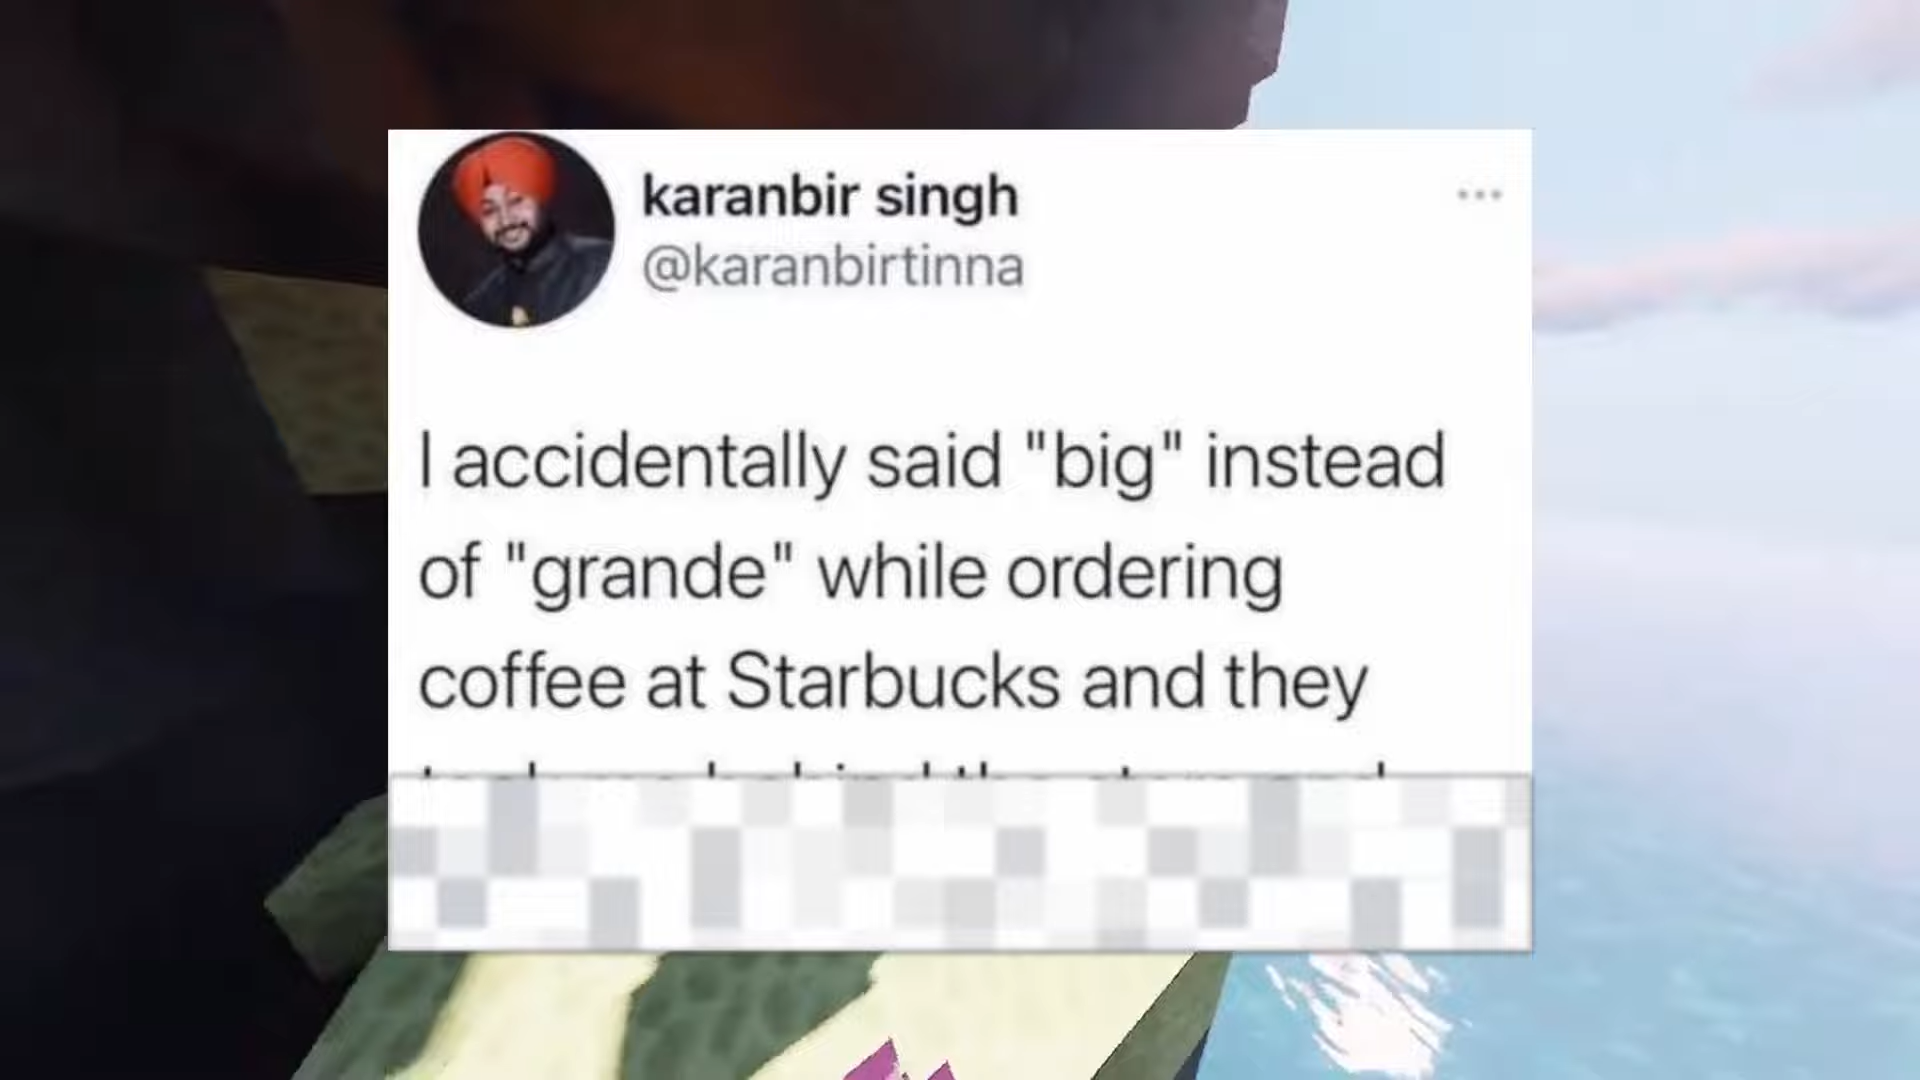 karanbir singh
@karanbirtinna
I accidentally said "big" instead
of "grande" while ordering
coffee at Starbucks and they